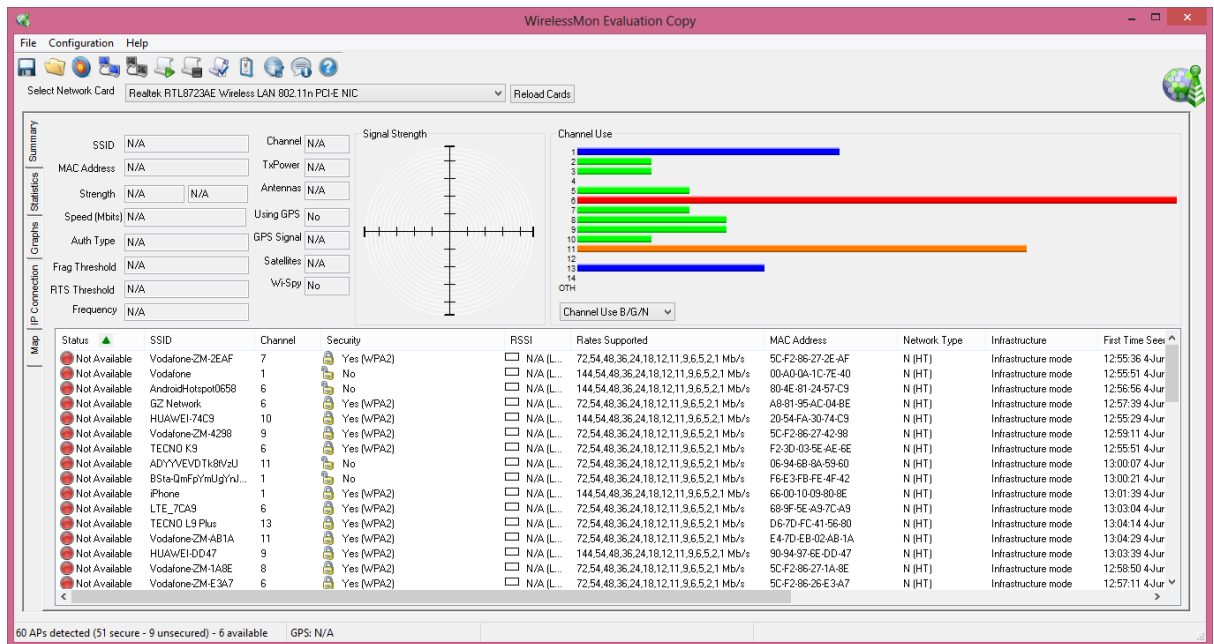 WirelessMon Evaluation Copy
File Configuration Help
Select Network Card Realtek RTL8723AE Wireless LAN 802.11n PCI-E NIC Reload Cards
Summary
Statistics
Graphs
IP Connection
Map
SSID N/A
MAC Address N/A
Strength N/A N/A
Speed (Mbits) N/A
Auth Type N/A
Frag Threshold N/A
RTS Threshold N/A
Frequency N/A
Channel N/A
TxPower N/A
Antennas N/A
Using GPS No
GPS Signal N/A
Satellites N/A
Wi-Spy No
Signal Strength
Channel Use
1
2
3
4
5
6
7
8
9
10
11
12
13
14
OTH
Channel Use B/G/N
Status SSID Channel Security RSSI Rates Supported MAC Address Network Type Infrastructure First Time Seen
Not Available Vodafone-ZM-2EAF 7 Yes (WPA2) N/A (L... 72,54,48,36,24,18,12,11,9,6,5,2,1 Mb/s 5C-F2-86-27-2E-AF N (HT) Infrastructure mode 12:55:36 4-Jur
Not Available Vodafone 1 No N/A (L... 144,54,48,36,24,18,12,11,9,6,5,2,1 Mb/s 00-A0-0A-1C-7E-40 N (HT) Infrastructure mode 12:55:51 4-Jur
Not Available AndroidHotspot0658 6 No N/A (L... 72,54,48,36,24,18,12,11,9,6,5,2,1 Mb/s 80-4E-81-24-57-C9 N (HT) Infrastructure mode 12:56:56 4-Jur
Not Available GZ Network 6 Yes (WPA2) N/A (L... 72,54,48,36,24,18,12,11,9,6,5,2,1 Mb/s A8-81-95-AC-04-BE N (HT) Infrastructure mode 12:57:39 4-Jur
Not Available HUAWEI-74C9 10 Yes (WPA2) N/A (L... 144,54,48,36,24,18,12,11,9,6,5,2,1 Mb/s 20-54-FA-30-74-C9 N (HT) Infrastructure mode 12:55:29 4-Jur
Not Available Vodafone-ZM-4298 9 Yes (WPA2) N/A (L... 72,54,48,36,24,18,12,11,9,6,5,2,1 Mb/s 5C-F2-86-27-42-98 N (HT) Infrastructure mode 12:59:11 4-Jur
Not Available TECNO K9 6 Yes (WPA2) N/A (L... 72,54,48,36,24,18,12,11,9,6,5,2,1 Mb/s F2-3D-03-5E-AE-6E N (HT) Infrastructure mode 12:55:51 4-Jur
Not Available ADYYVEVDTk8tVzU 11 No N/A (L... 72,54,48,36,24,18,12,11,9,6,5,2,1 Mb/s 06-94-6B-8A-59-60 N (HT) Infrastructure mode 13:00:07 4-Jur
Not Available BSta-QmFpYmUgYnJ... 1 No N/A (L... 72,54,48,36,24,18,12,11,9,6,5,2,1 Mb/s F6-E3-FB-FE-4F-42 N (HT) Infrastructure mode 13:00:21 4-Jur
Not Available iPhone 1 Yes (WPA2) N/A (L... 144,54,48,36,24,18,12,11,9,6,5,2,1 Mb/s 66-00-10-09-80-8E N (HT) Infrastructure mode 13:01:39 4-Jur
Not Available LTE_7CA9 6 Yes (WPA2) N/A (L... 72,54,48,36,24,18,12,11,9,6,5,2,1 Mb/s 68-9F-5E-A9-7C-A9 N (HT) Infrastructure mode 13:03:04 4-Jur
Not Available TECNO L9 Plus 13 Yes (WPA2) N/A (L... 72,54,48,36,24,18,12,11,9,6,5,2,1 Mb/s D6-7D-FC-41-56-80 N (HT) Infrastructure mode 13:04:14 4-Jur
Not Available Vodafone-ZM-AB1A 11 Yes (WPA2) N/A (L... 72,54,48,36,24,18,12,11,9,6,5,2,1 Mb/s E4-7D-EB-02-AB-1A N (HT) Infrastructure mode 13:04:29 4-Jur
Not Available HUAWEI-DD47 9 Yes (WPA2) N/A (L... 144,54,48,36,24,18,12,11,9,6,5,2,1 Mb/s 90-94-97-6E-DD-47 N (HT) Infrastructure mode 13:03:39 4-Jur
Not Available Vodafone-ZM-1A8E 8 Yes (WPA2) N/A (L... 72,54,48,36,24,18,12,11,9,6,5,2,1 Mb/s 5C-F2-86-27-1A-8E N (HT) Infrastructure mode 12:58:50 4-Jur
Not Available Vodafone-ZM-E3A7 6 Yes (WPA2) N/A (L... 72,54,48,36,24,18,12,11,9,6,5,2,1 Mb/s 5C-F2-86-26-E3-A7 N (HT) Infrastructure mode 12:57:11 4-Jur
60 APs detected (51 secure - 9 unsecured) - 6 available GPS: N/A